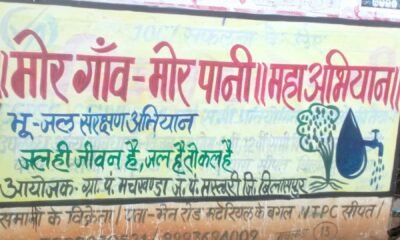 ॥मोर गाँव-मोर पानी॥महाअभियान॥
भू-जल संरक्षण अभियान
जल ही जीवन है, जल है तो कल है
आयोजक-ग्रा.पं. मचखण्डा ज.पं. मस्तूरी जि. बिलासपुर
के विक्रेता / पता-मेन रोड मटेरियल के बगल NTPC सीपत /